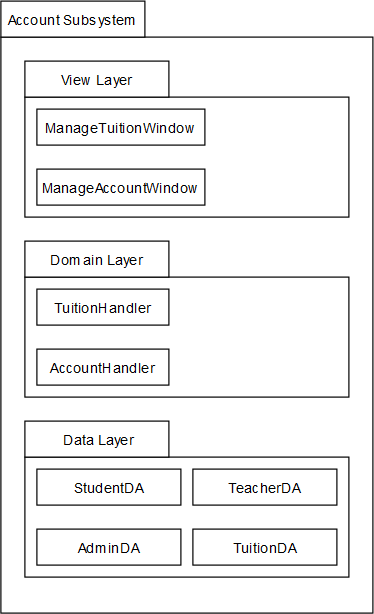 Account Subsystem
View Layer
ManageTuitionWindow
ManageAccountWindow
Domain Layer
TuitionHandler
AccountHandler
Data Layer
StudentDA
TeacherDA
AdminDA
TuitionDA